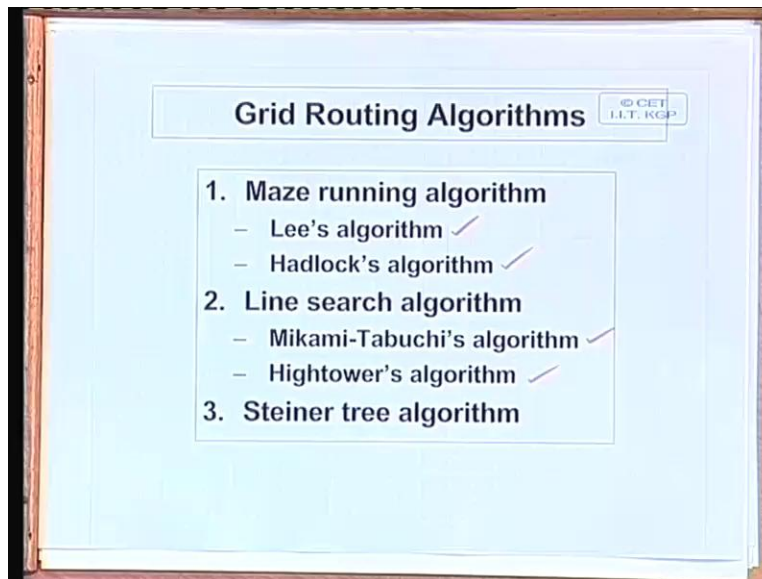 Grid Routing Algorithms
© CET
I.I.T. KGP
1. Maze running algorithm
– Lee's algorithm
– Hadlock's algorithm
2. Line search algorithm
– Mikami-Tabuchi's algorithm
– Hightower's algorithm
3. Steiner tree algorithm